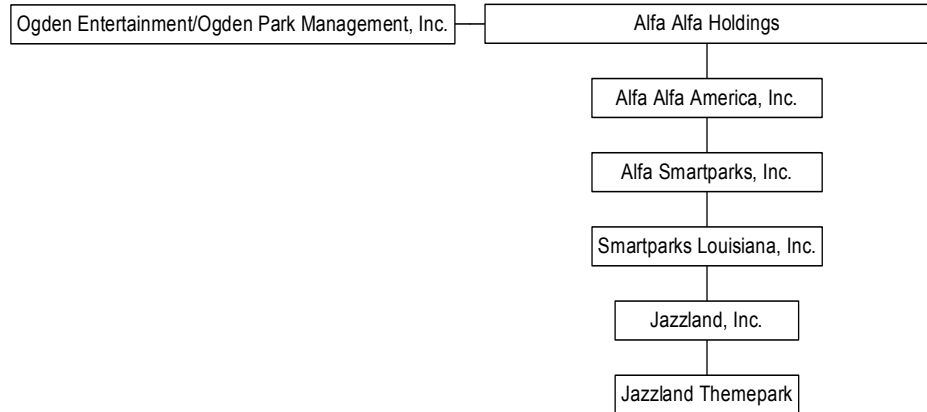 Ogden Entertainment/Ogden Park Management, Inc.
Alfa Alfa Holdings
Alfa Alfa America, Inc.
Alfa Smartparks, Inc.
Smartparks Louisiana, Inc.
Jazzland, Inc.
Jazzland Themepark